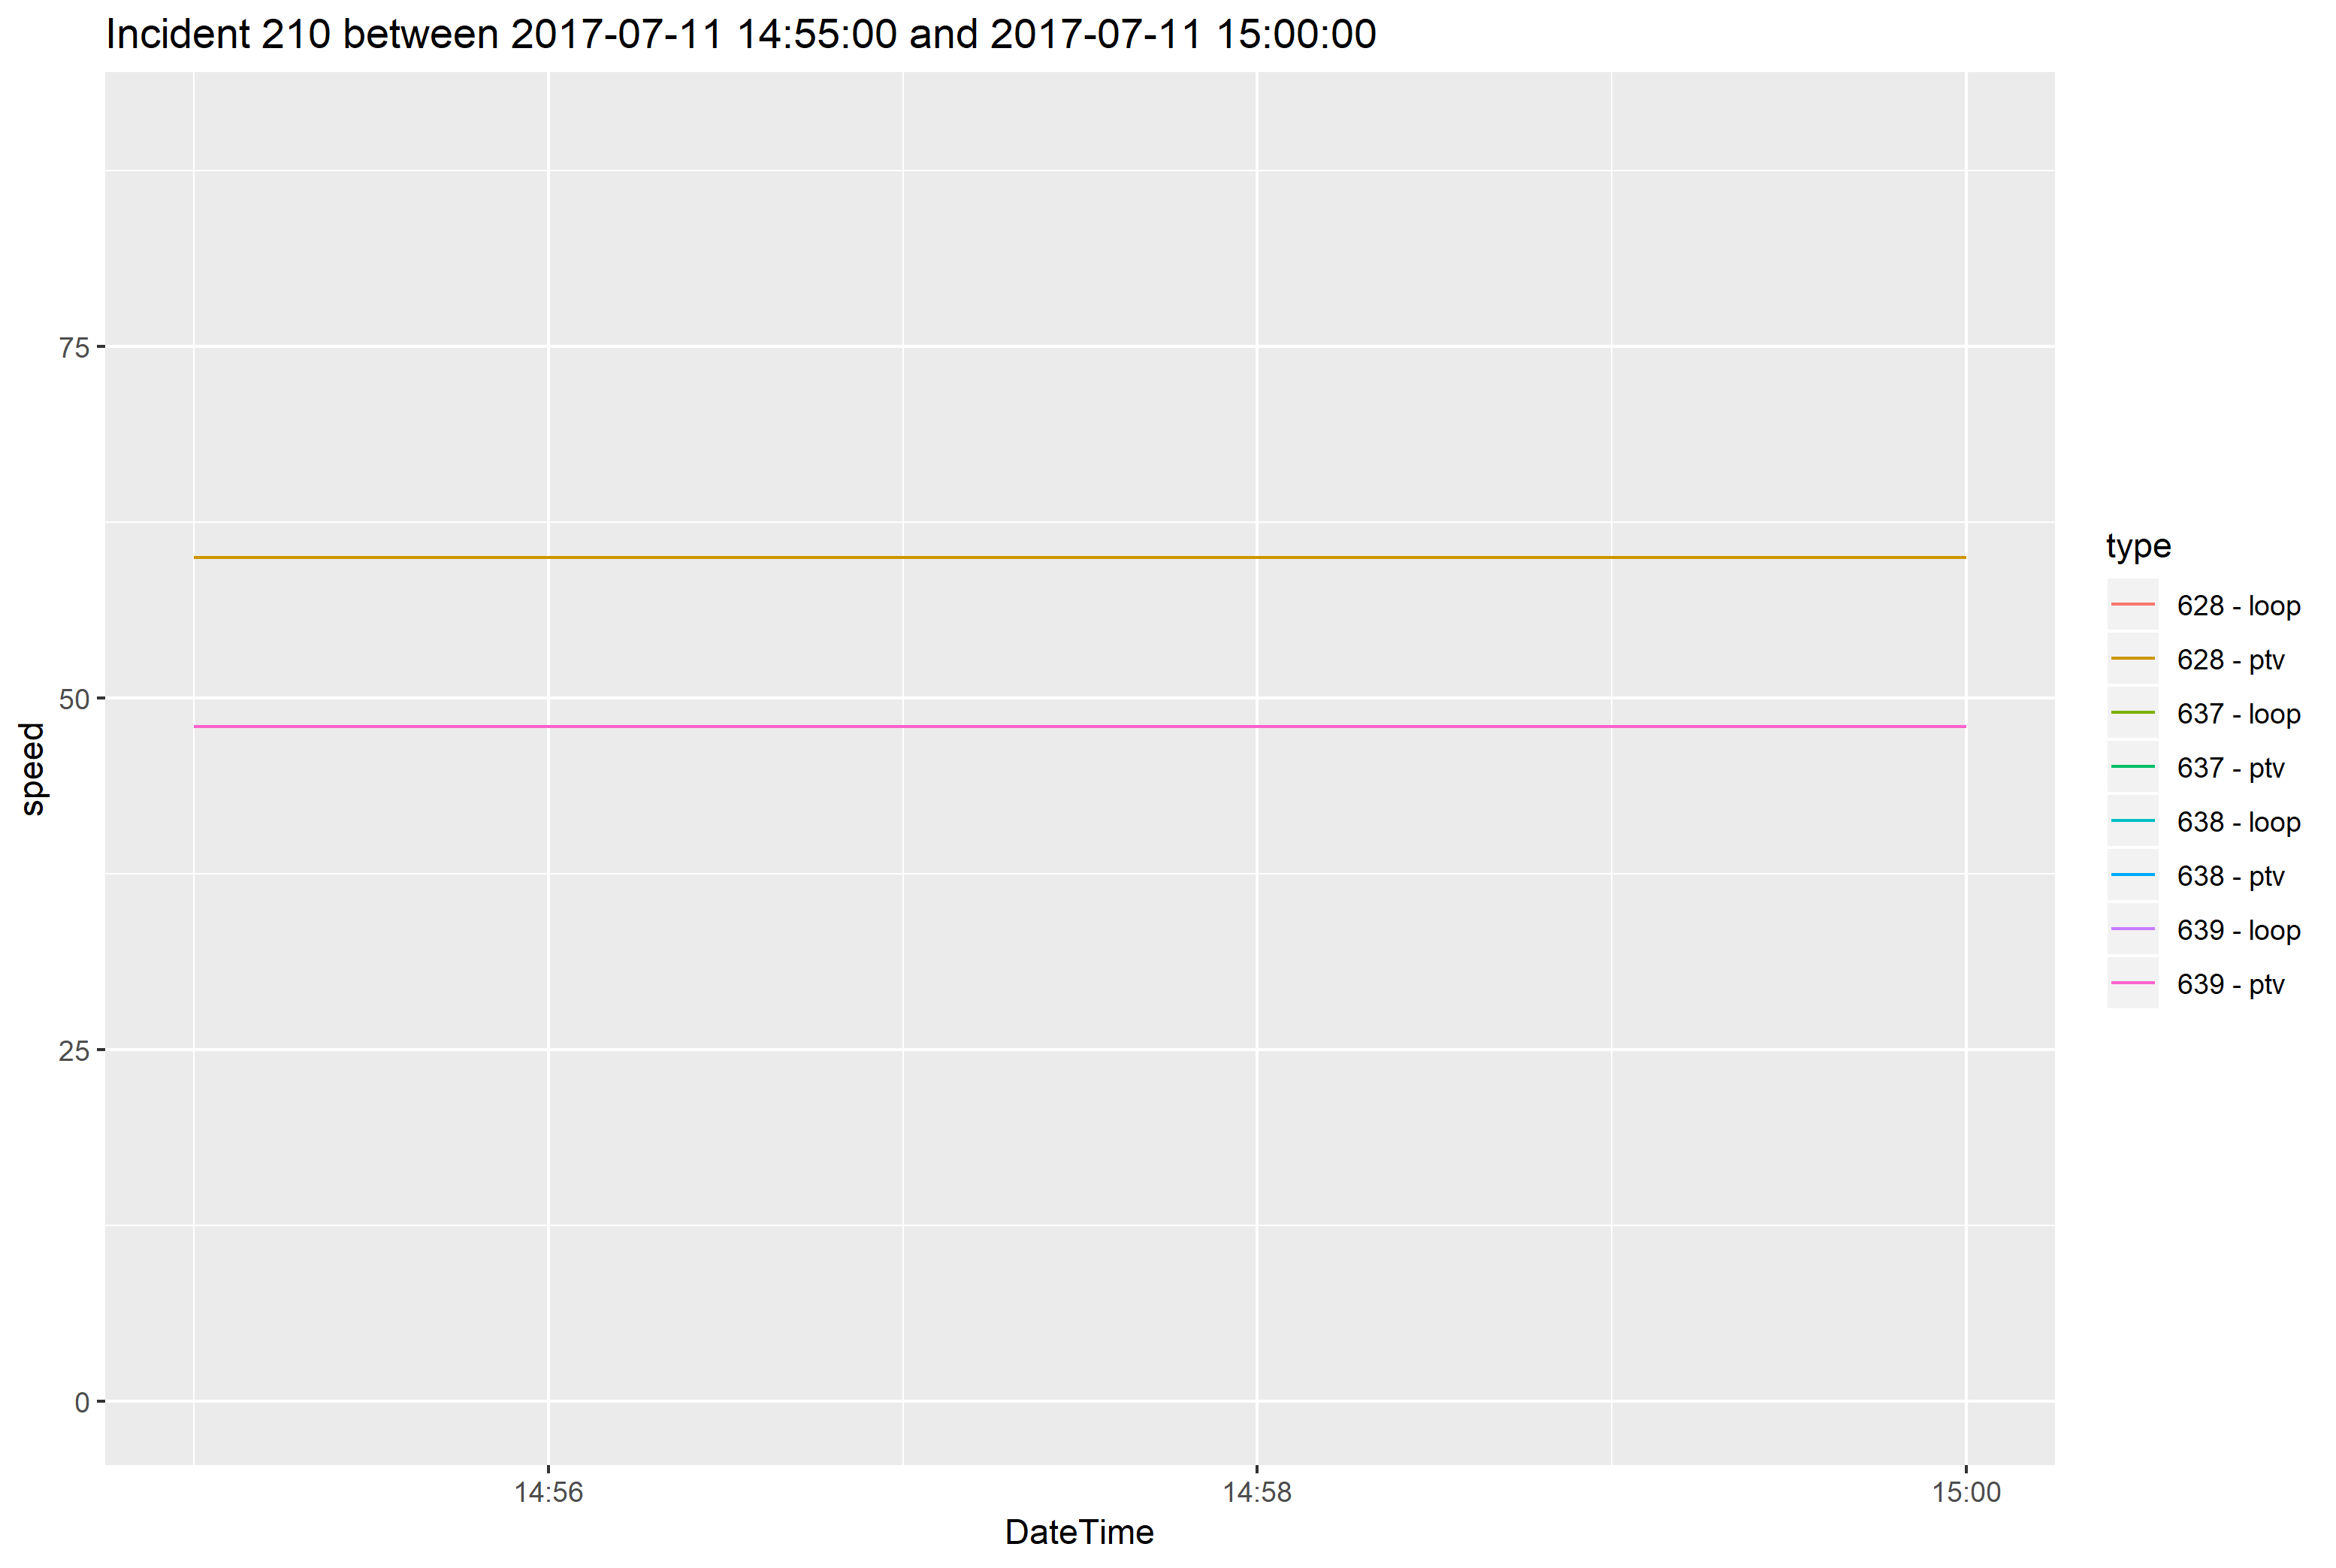 Incident 210 between 2017-07-11 14:55:00 and 2017-07-11 15:00:00
75
50
25
0
speed
14:56
14:58
15:00
DateTime
type
628 - loop
628 - ptv
637 - loop
637 - ptv
638 - loop
638 - ptv
639 - loop
639 - ptv